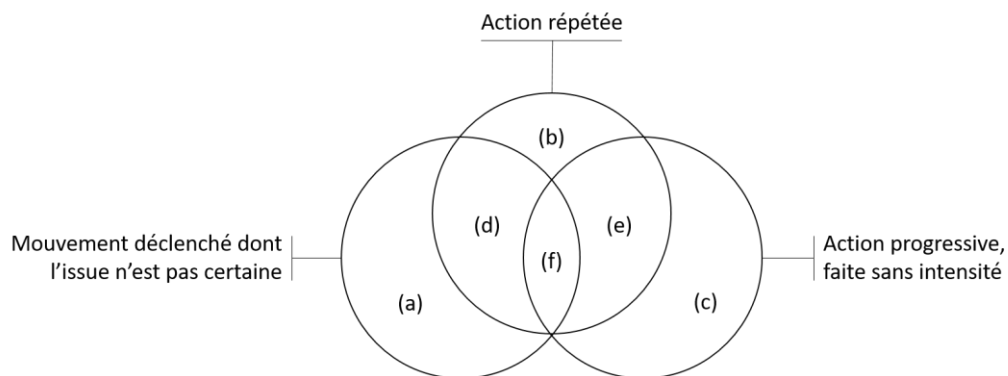 Action répétée
(b)
(d)
(e)
Mouvement déclenché dont
l'issue n'est pas certaine
(f)
Action progressive,
faite sans intensité
(a)
(c)